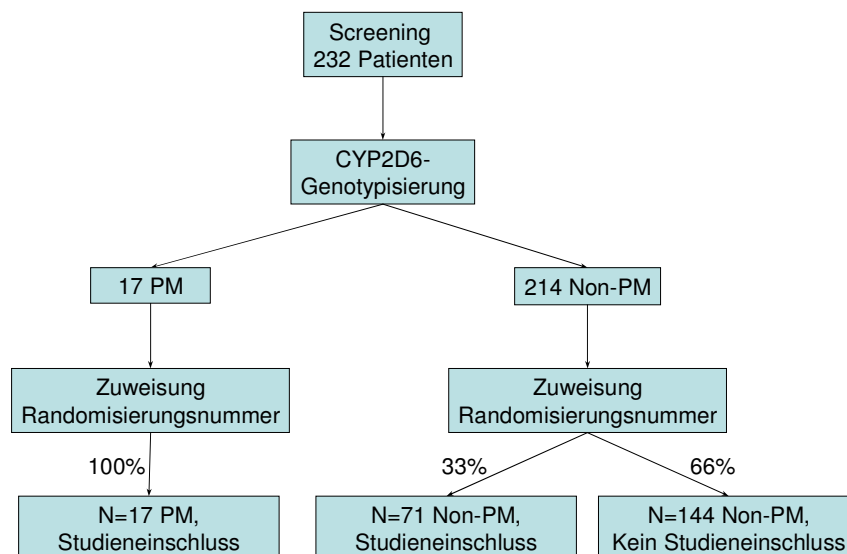 Screening
232 Patienten
CYP2D6-
Genotypisierung
17 PM
214 Non-PM
Zuweisung
Randomisierungsnummer
Zuweisung
Randomisierungsnummer
100%
33%
66%
N=17 PM,
Studieneinschluss
N=71 Non-PM,
Studieneinschluss
N=144 Non-PM,
Kein Studieneinschluss